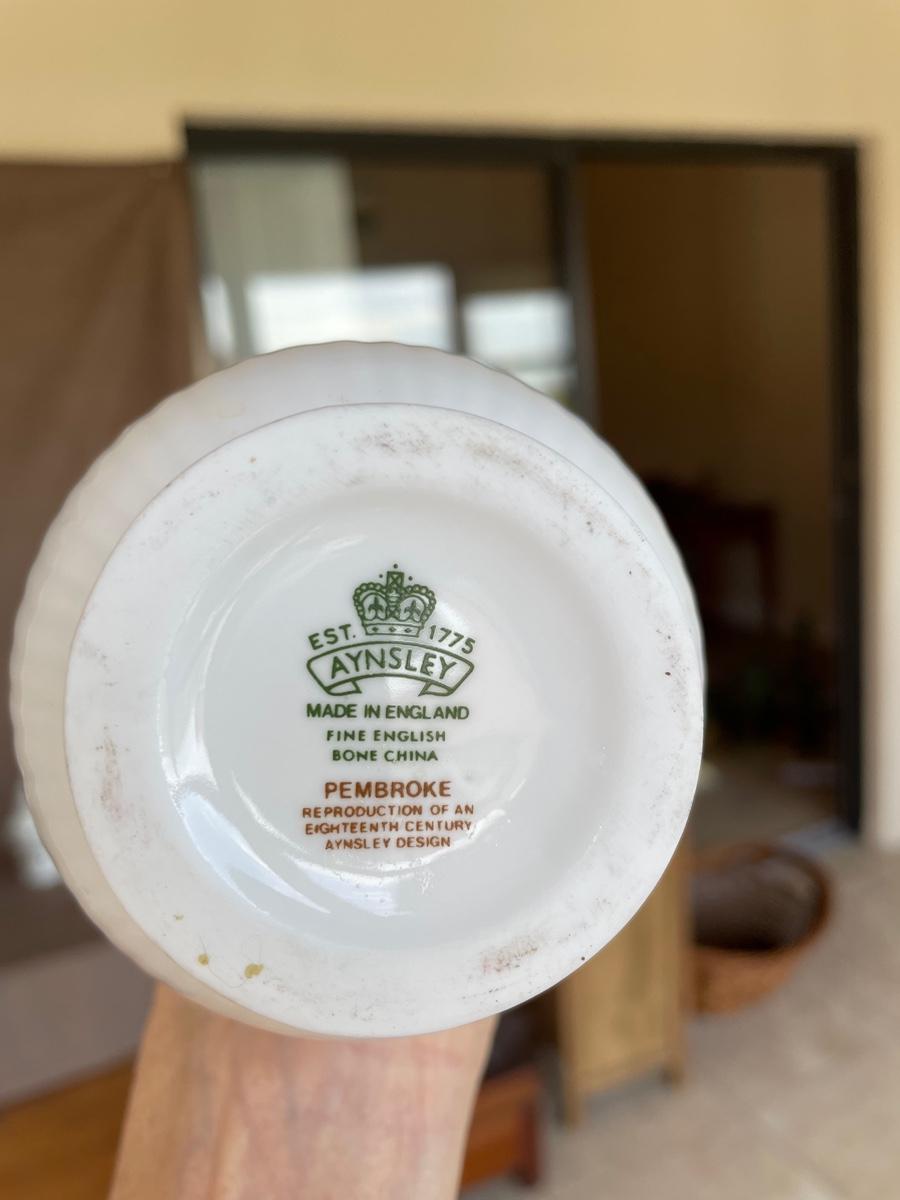 EST. 1775
AYNSLEY
MADE IN ENGLAND
FINE ENGLISH
BONE CHINA
PEMBROKE
REPRODUCTION OF AN
EIGHTEENTH CENTURY
AYNSLEY DESIGN